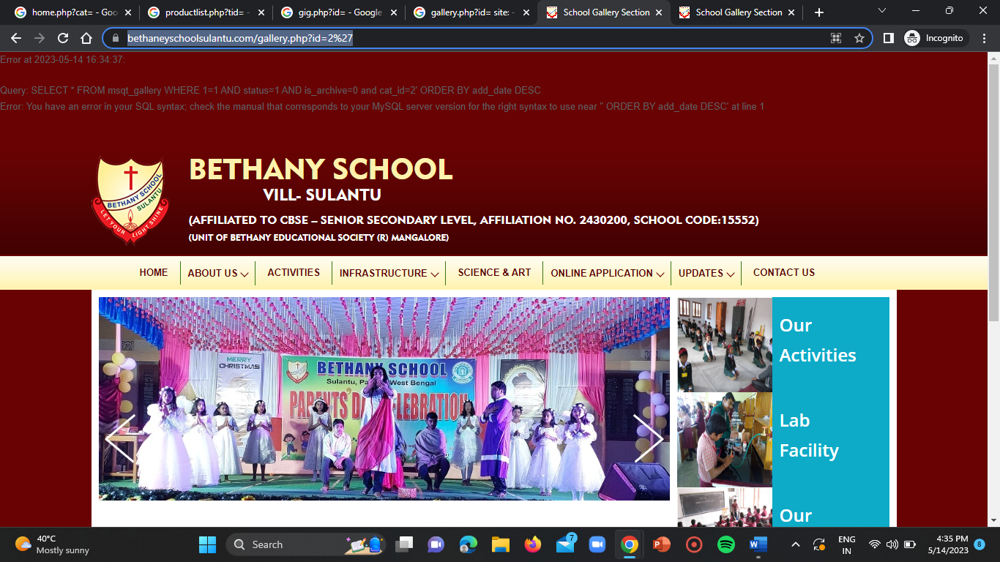 home.php?cat= - Goo
productlist.php?tid= -
gig.php?id= - Google
gallery.php?id= site: -
School Gallery Section
School Gallery Section
bethaneyschoolsulantu.com/gallery.php?id=2%27
Incognito
Error at 2023-05-14 16:34:37:
Query: SELECT * FROM msqt_gallery WHERE 1=1 AND status=1 AND is_archive=0 and cat_id=2' ORDER BY add_date DESC
Error: You have an error in your SQL syntax; check the manual that corresponds to your MySQL server version for the right syntax to use near '' ORDER BY add_date DESC' at line 1
BETHANY SCHOOL
SULANTU
LET YOUR LIGHT SHINE
BETHANY SCHOOL
VILL- SULANTU
(AFFILIATED TO CBSE – SENIOR SECONDARY LEVEL, AFFILIATION NO. 2430200, SCHOOL CODE:15552)
(UNIT OF BETHANY EDUCATIONAL SOCIETY (R) MANGALORE)
HOME
ABOUT US
ACTIVITIES
INFRASTRUCTURE
SCIENCE & ART
ONLINE APPLICATION
UPDATES
CONTACT US
MERRY
CHRISTMAS
BETHANY SCHOOL
Sulantu, West Bengal
PARENTS
Our
Activities
Lab
Facility
Our
40°C
Mostly sunny
Search
7
ENG
IN
4:35 PM
5/14/2023
8